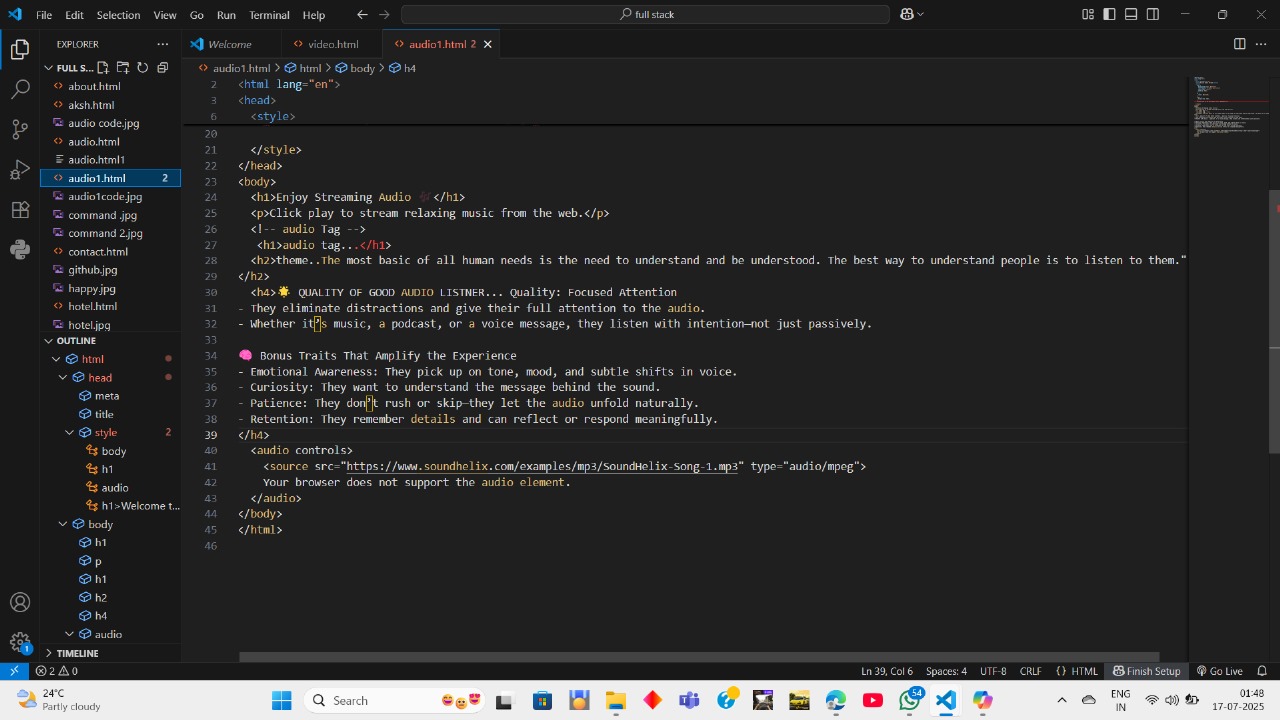 File Edit Selection View Go Run Terminal Help
full stack
EXPLORER
Welcome
video.html
audio1.html 2
FULL S...
audio1.html > html > body > h4
about.html
aksh.html
audio code.jpg
audio.html
audio.html1
audio1.html 2
audio1code.jpg
command .jpg
command 2.jpg
contact.html
github.jpg
happy.jpg
hotel.html
hotel.jpg
OUTLINE
html
head
meta
title
style 2
body
h1
audio
h1>Welcome t...
body
h1
p
h1
h2
h4
audio
TIMELINE
2 <html lang="en">
3 <head>
6 <style>
20
21 </style>
22 </head>
23 <body>
24 <h1>Enjoy Streaming Audio 🎶</h1>
25 <p>Click play to stream relaxing music from the web.</p>
26 <!-- audio Tag -->
27 <h1>audio tag...</h1>
28 <h2>theme..The most basic of all human needs is the need to understand and be understood. The best way to understand people is to listen to them.“
29 </h2>
30 <h4>🌟 QUALITY OF GOOD AUDIO LISTNER... Quality: Focused Attention
31 - They eliminate distractions and give their full attention to the audio.
32 - Whether it’s music, a podcast, or a voice message, they listen with intention—not just passively.
33
34 🧠 Bonus Traits That Amplify the Experience
35 - Emotional Awareness: They pick up on tone, mood, and subtle shifts in voice.
36 - Curiosity: They want to understand the message behind the sound.
37 - Patience: They don’t rush or skip—they let the audio unfold naturally.
38 - Retention: They remember details and can reflect or respond meaningfully.
39 </h4>
40 <audio controls>
41 <source src="https://www.soundhelix.com/examples/mp3/SoundHelix-Song-1.mp3" type="audio/mpeg">
42 Your browser does not support the audio element.
43 </audio>
44 </body>
45 </html>
46
1
2 0
Ln 39, Col 6 Spaces: 4 UTF-8 CRLF {} HTML Finish Setup Go Live
24°C
Partly cloudy
Search
54
ENG
IN
01:48
17-07-2025